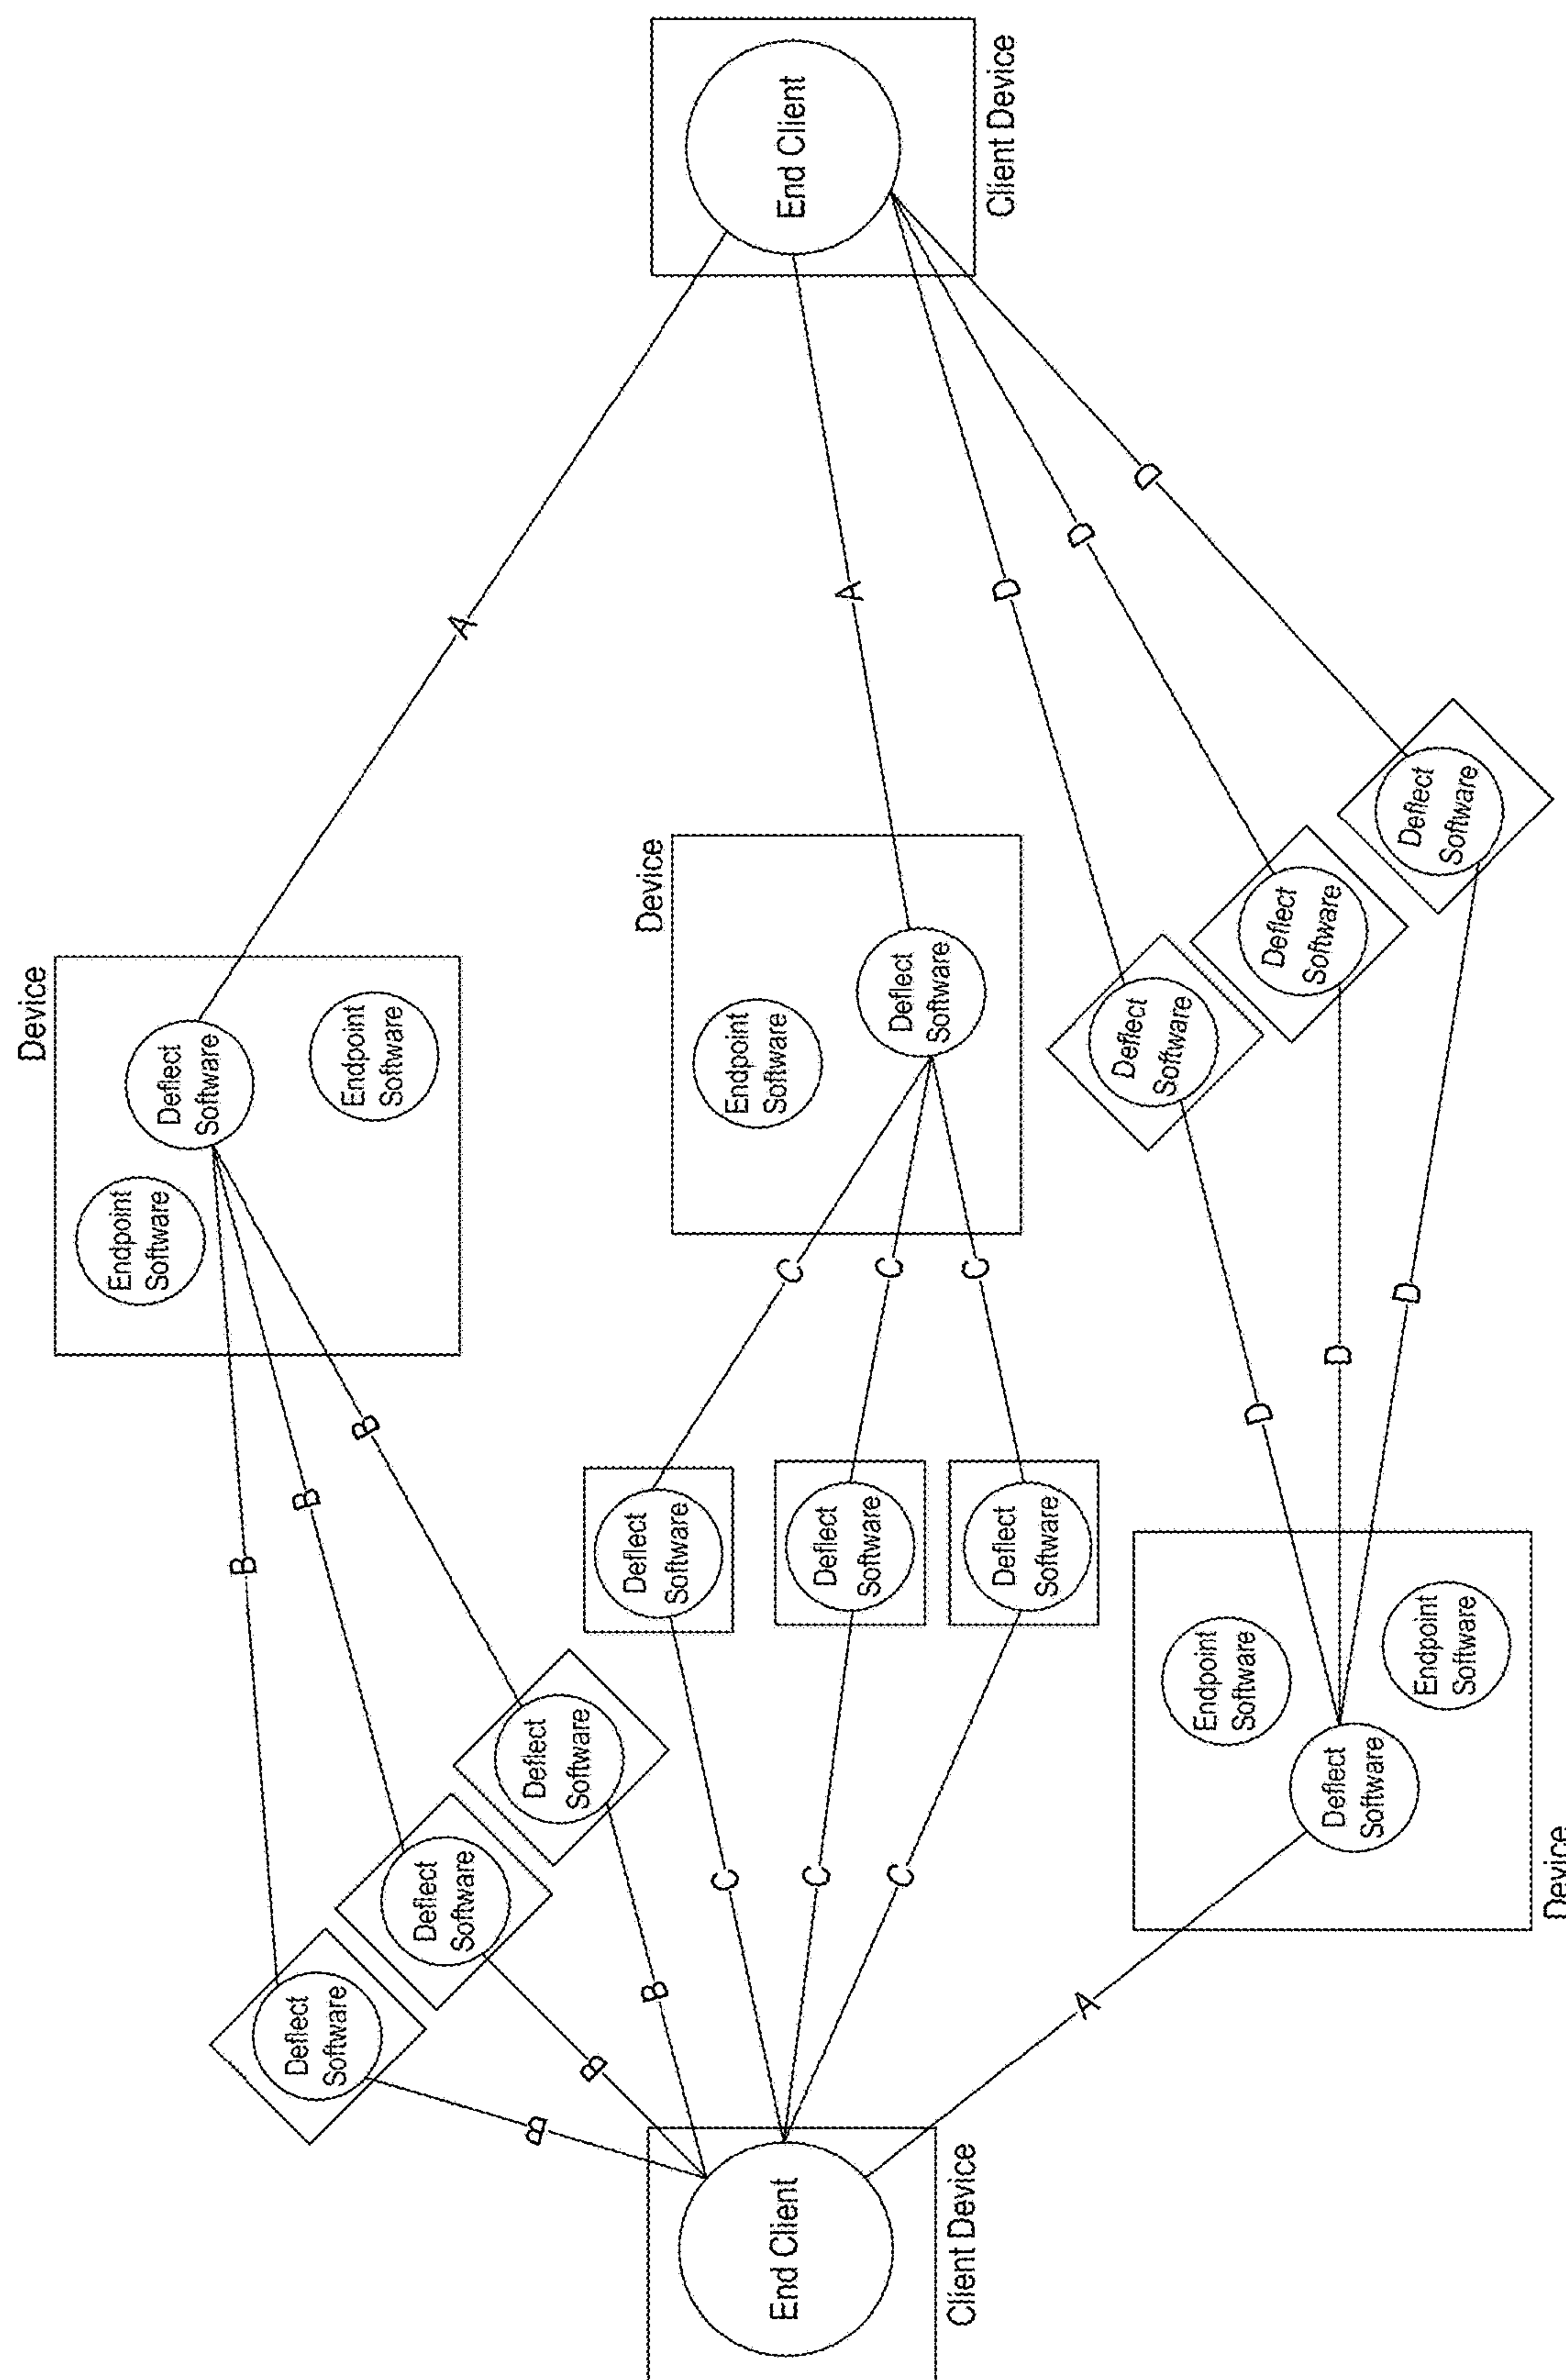 Device
Endpoint
Software
Deflect
Software
Endpoint
Software
B
B
B
A
Deflect
Software
Deflect
Software
Deflect
Software
B
B
B
Device
Endpoint
Software
Deflect
Software
C
C
C
A
Deflect
Software
Deflect
Software
Deflect
Software
C
C
C
End Client
Client Device
End Client
Client Device
A
D
D
D
Deflect
Software
Deflect
Software
Deflect
Software
D
D
D
Endpoint
Software
Deflect
Software
Endpoint
Software
Device